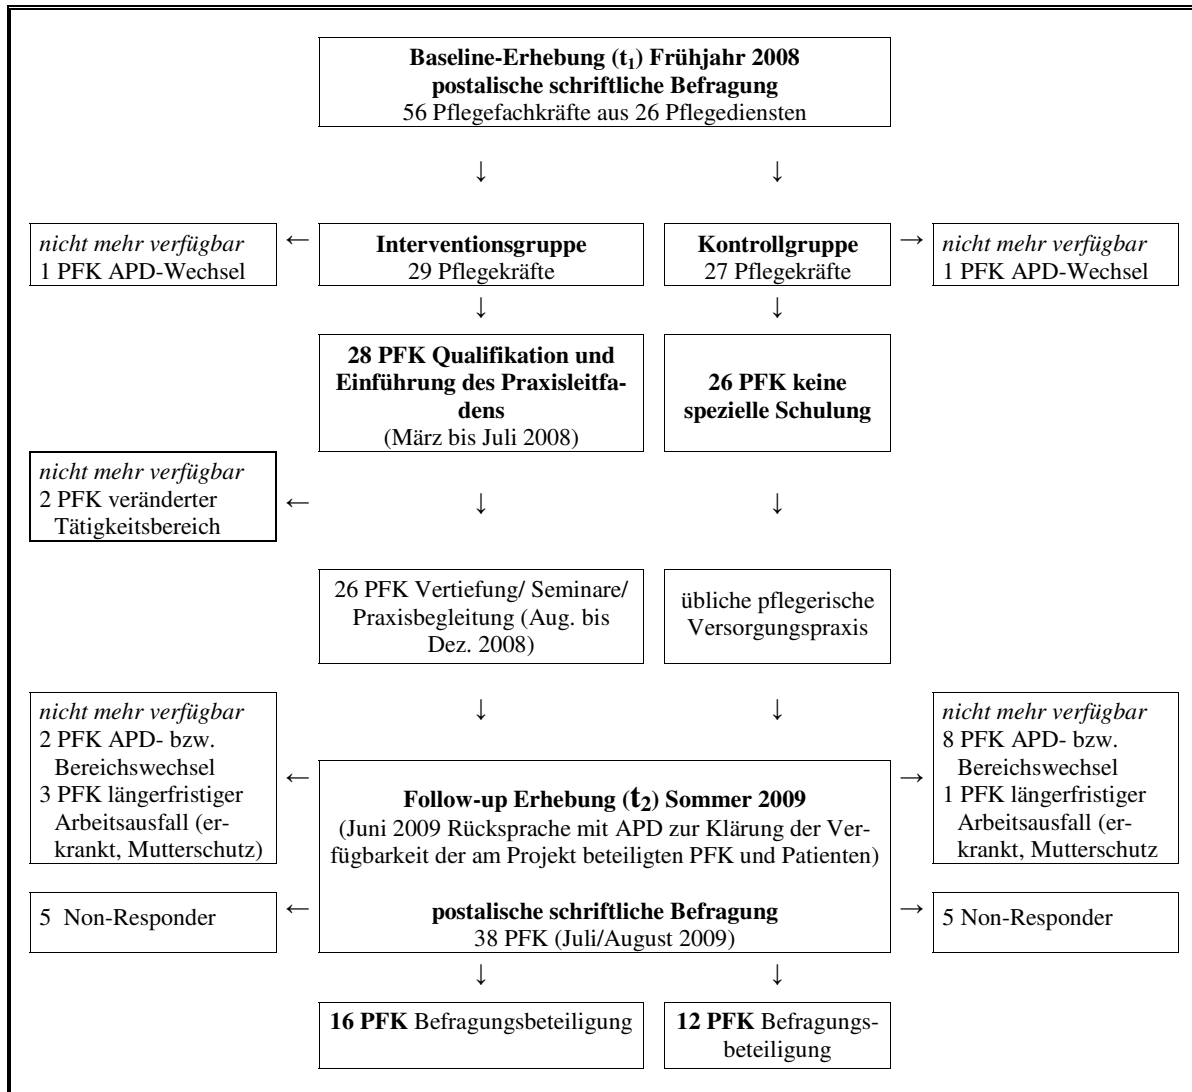 Baseline-Erhebung (t₁) Frühjahr 2008
postalische schriftliche Befragung
56 Pflegefachkräfte aus 26 Pflegediensten
↓ ↓
nicht mehr verfügbar
1 PFK APD-Wechsel
←
Interventionsgruppe
29 Pflegekräfte
Kontrollgruppe
27 Pflegekräfte
→
nicht mehr verfügbar
1 PFK APD-Wechsel
↓ ↓
28 PFK Qualifikation und
Einführung des Praxisleitfa-
dens
(März bis Juli 2008)
26 PFK keine
spezielle Schulung
nicht mehr verfügbar
2 PFK veränderter
Tätigkeitsbereich
←
↓ ↓
26 PFK Vertiefung/ Seminare/
Praxisbegleitung (Aug. bis
Dez. 2008)
übliche pflegerische
Versorgungspraxis
↓ ↓
nicht mehr verfügbar
2 PFK APD- bzw.
Bereichswechsel
3 PFK längerfristiger
Arbeitsausfall (er-
krankt, Mutterschutz)
←
Follow-up Erhebung (t₂) Sommer 2009
(Juni 2009 Rücksprache mit APD zur Klärung der Ver-
fügbarkeit der am Projekt beteiligten PFK und Patienten)
→
nicht mehr verfügbar
8 PFK APD- bzw.
Bereichswechsel
1 PFK längerfristiger
Arbeitsausfall (er-
krankt, Mutterschutz
5 Non-Responder
←
postalische schriftliche Befragung
38 PFK (Juli/August 2009)
→
5 Non-Responder
↓ ↓
16 PFK Befragungsbeteiligung
12 PFK Befragungs-
beteiligung